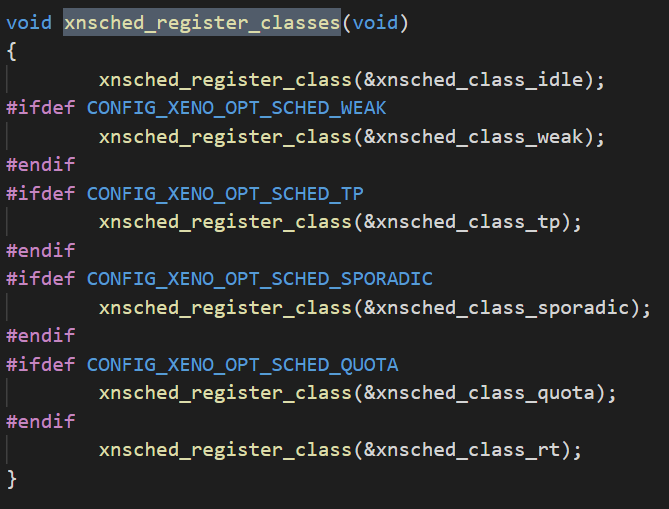 void xnsched_register_classes(void)
{
        xnsched_register_class(&xnsched_class_idle);
#ifdef CONFIG_XENO_OPT_SCHED_WEAK
        xnsched_register_class(&xnsched_class_weak);
#endif
#ifdef CONFIG_XENO_OPT_SCHED_TP
        xnsched_register_class(&xnsched_class_tp);
#endif
#ifdef CONFIG_XENO_OPT_SCHED_SPORADIC
        xnsched_register_class(&xnsched_class_sporadic);
#endif
#ifdef CONFIG_XENO_OPT_SCHED_QUOTA
        xnsched_register_class(&xnsched_class_quota);
#endif
        xnsched_register_class(&xnsched_class_rt);
}